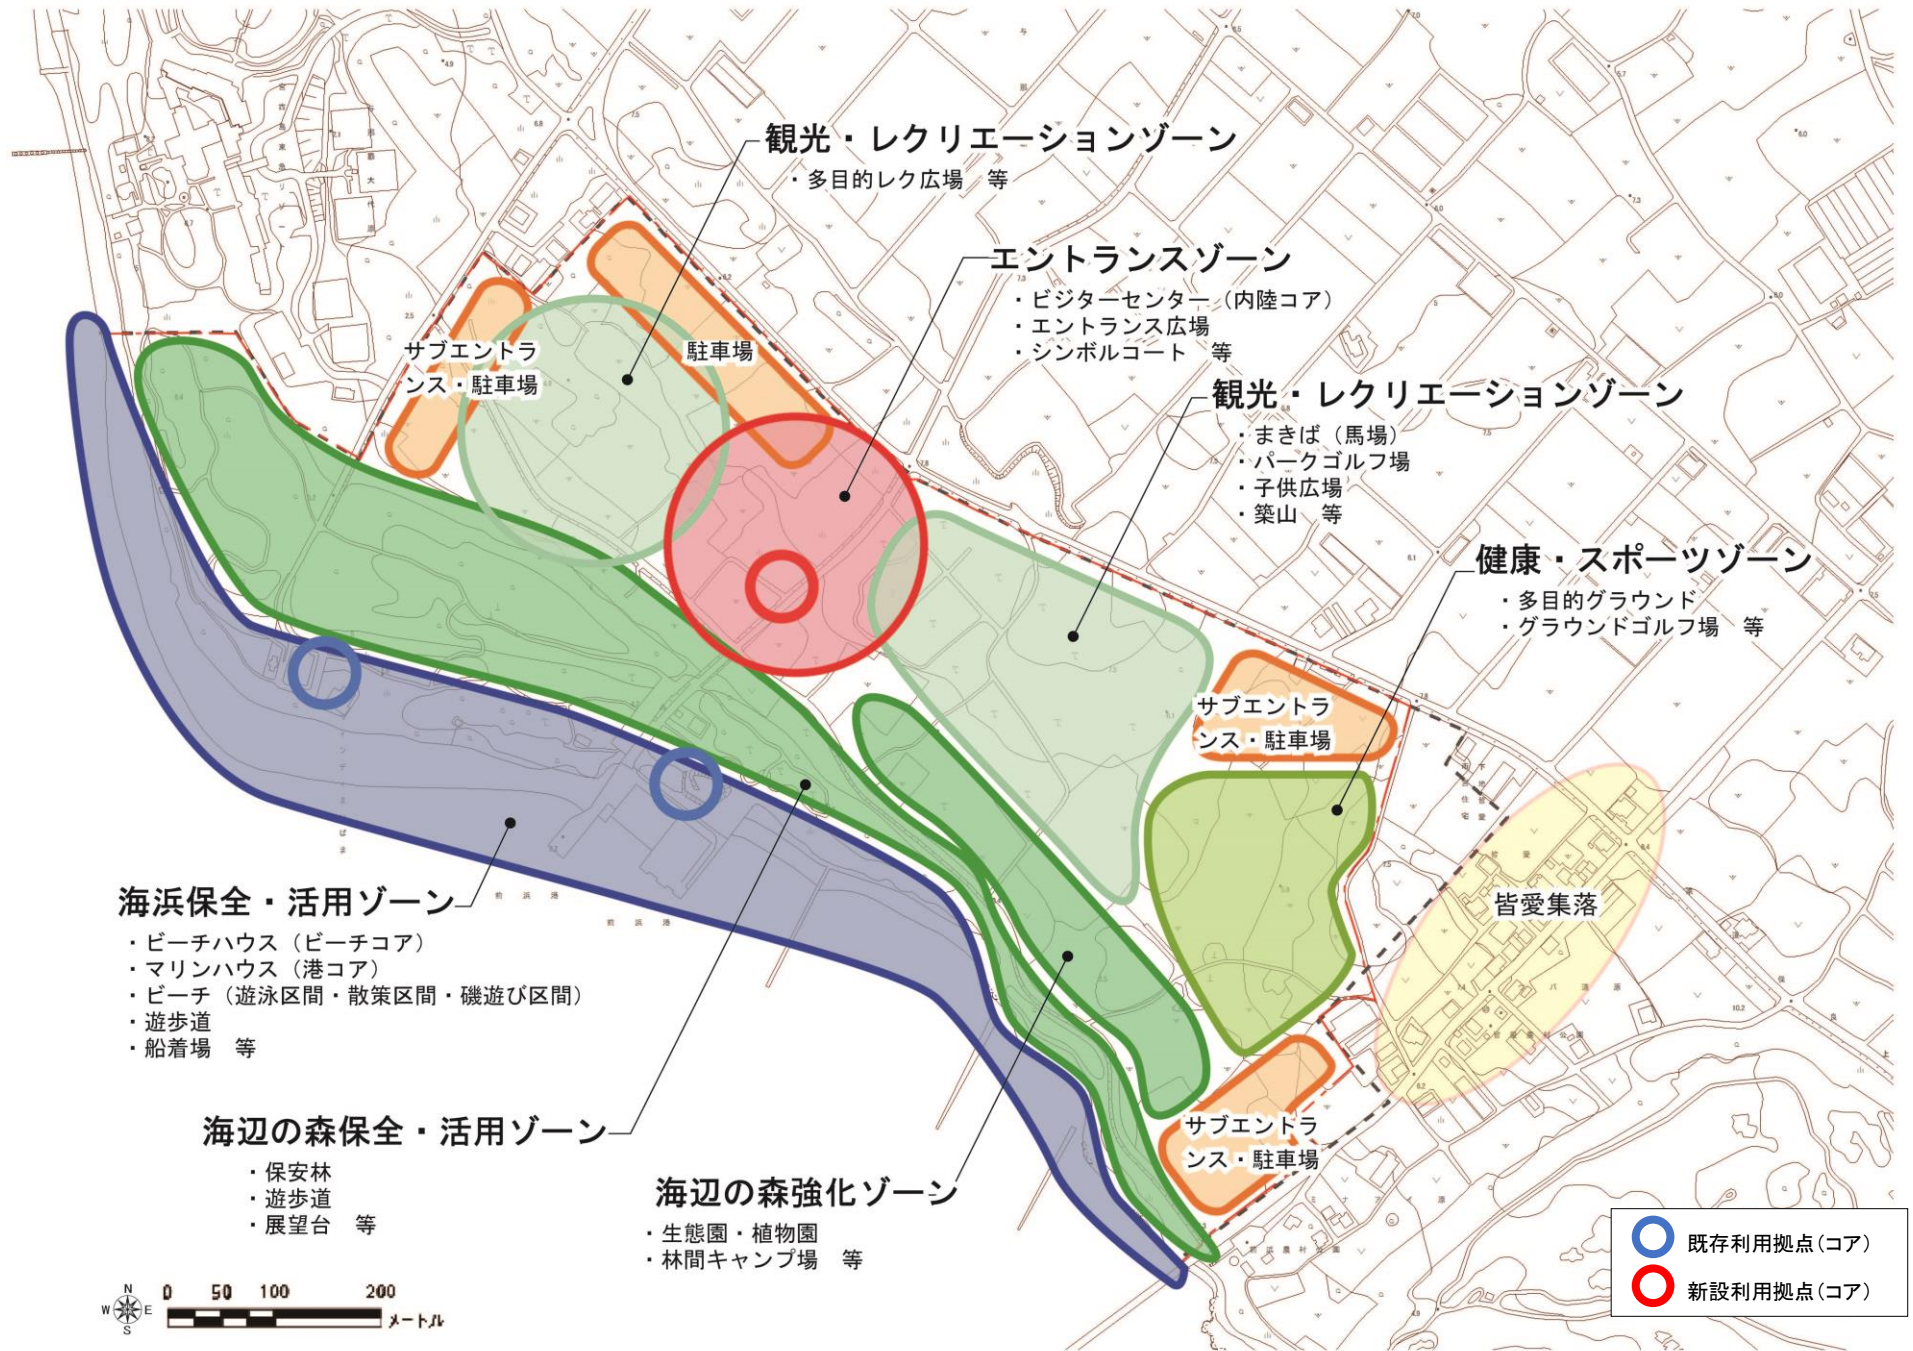 観光・レクリエーションゾーン
・多目的レク広場　等
エントランスゾーン
・ビジターセンター（内陸コア）
・エントランス広場
・シンボルコート　等
サブエントラ
ンス・駐車場
駐車場
観光・レクリエーションゾーン
・まきば（馬場）
・パークゴルフ場
・子供広場
・築山　等
健康・スポーツゾーン
・多目的グラウンド
・グラウンドゴルフ場　等
サブエントラ
ンス・駐車場
皆愛集落
海浜保全・活用ゾーン
・ビーチハウス（ビーチコア）
・マリンハウス（港コア）
・ビーチ（遊泳区間・散策区間・磯遊び区間）
・遊歩道
・船着場　等
前浜港
前浜港
海辺の森保全・活用ゾーン
・保安林
・遊歩道
・展望台　等
海辺の森強化ゾーン
・生態園・植物園
・林間キャンプ場　等
サブエントラ
ンス・駐車場
既存利用拠点（コア）
新設利用拠点（コア）
N
W E
S
0 50 100 200
メートル